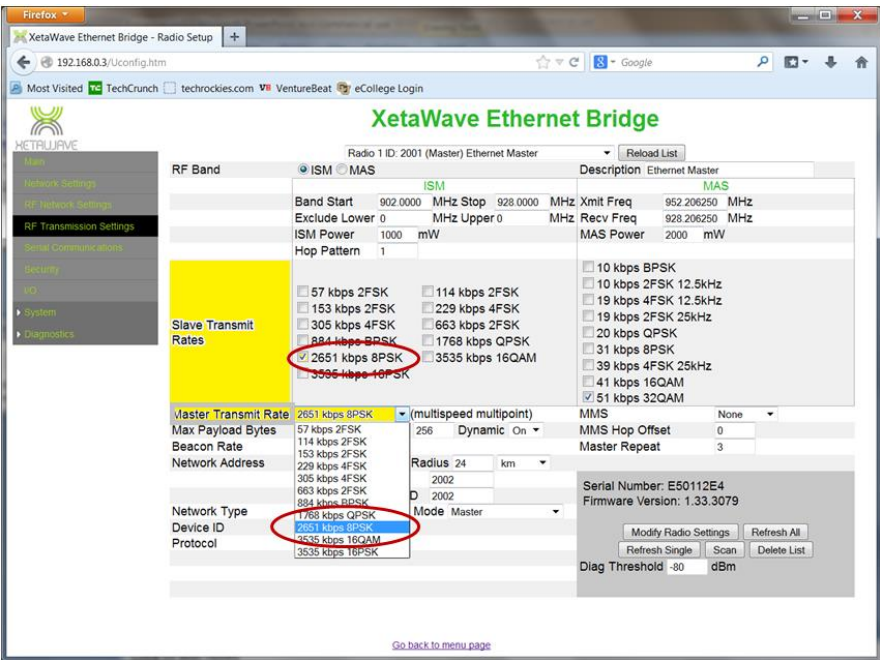 Firefox
XetaWave Ethernet Bridge - Radio Setup +
192.168.0.3/Uconfig.htm Google
Most Visited TechCrunch techrockies.com VentureBeat eCollege Login
XETAWAVE
XetaWave Ethernet Bridge
Radio 1 ID: 2001 (Master) Ethernet Master Reload List
Main
Network Settings
RF Network Settings
RF Transmission Settings
Serial Communications
Security
I/O
System
Diagnostics
RF Band ISM MAS Description Ethernet Master
ISM MAS
Band Start 902.0000 MHz Stop 928.0000 MHz Xmit Freq 952.206250 MHz
Exclude Lower 0 MHz Upper 0 MHz Recv Freq 928.206250 MHz
ISM Power 1000 mW MAS Power 2000 mW
Hop Pattern 1
Slave Transmit Rates
57 kbps 2FSK 114 kbps 2FSK
153 kbps 2FSK 229 kbps 4FSK
305 kbps 4FSK 663 kbps 2FSK
884 kbps BPSK 1768 kbps QPSK
2651 kbps 8PSK 3535 kbps 16QAM
3535 kbps 16PSK
10 kbps BPSK
10 kbps 2FSK 12.5kHz
19 kbps 4FSK 12.5kHz
19 kbps 2FSK 25kHz
20 kbps QPSK
31 kbps 8PSK
39 kbps 4FSK 25kHz
41 kbps 16QAM
51 kbps 32QAM
Master Transmit Rate 2651 kbps 8PSK (multispeed multipoint) MMS None
Max Payload Bytes 256 Dynamic On MMS Hop Offset 0
Beacon Rate Master Repeat 3
Network Address Radius 24 km
2002
D 2002
Network Type Mode Master
Device ID
Protocol
57 kbps 2FSK
114 kbps 2FSK
153 kbps 2FSK
229 kbps 4FSK
305 kbps 4FSK
663 kbps 2FSK
884 kbps BPSK
1768 kbps QPSK
2651 kbps 8PSK
3535 kbps 16QAM
3535 kbps 16PSK
Serial Number: E50112E4
Firmware Version: 1.33.3079
Modify Radio Settings Refresh All
Refresh Single Scan Delete List
Diag Threshold -80 dBm
Go back to menu page